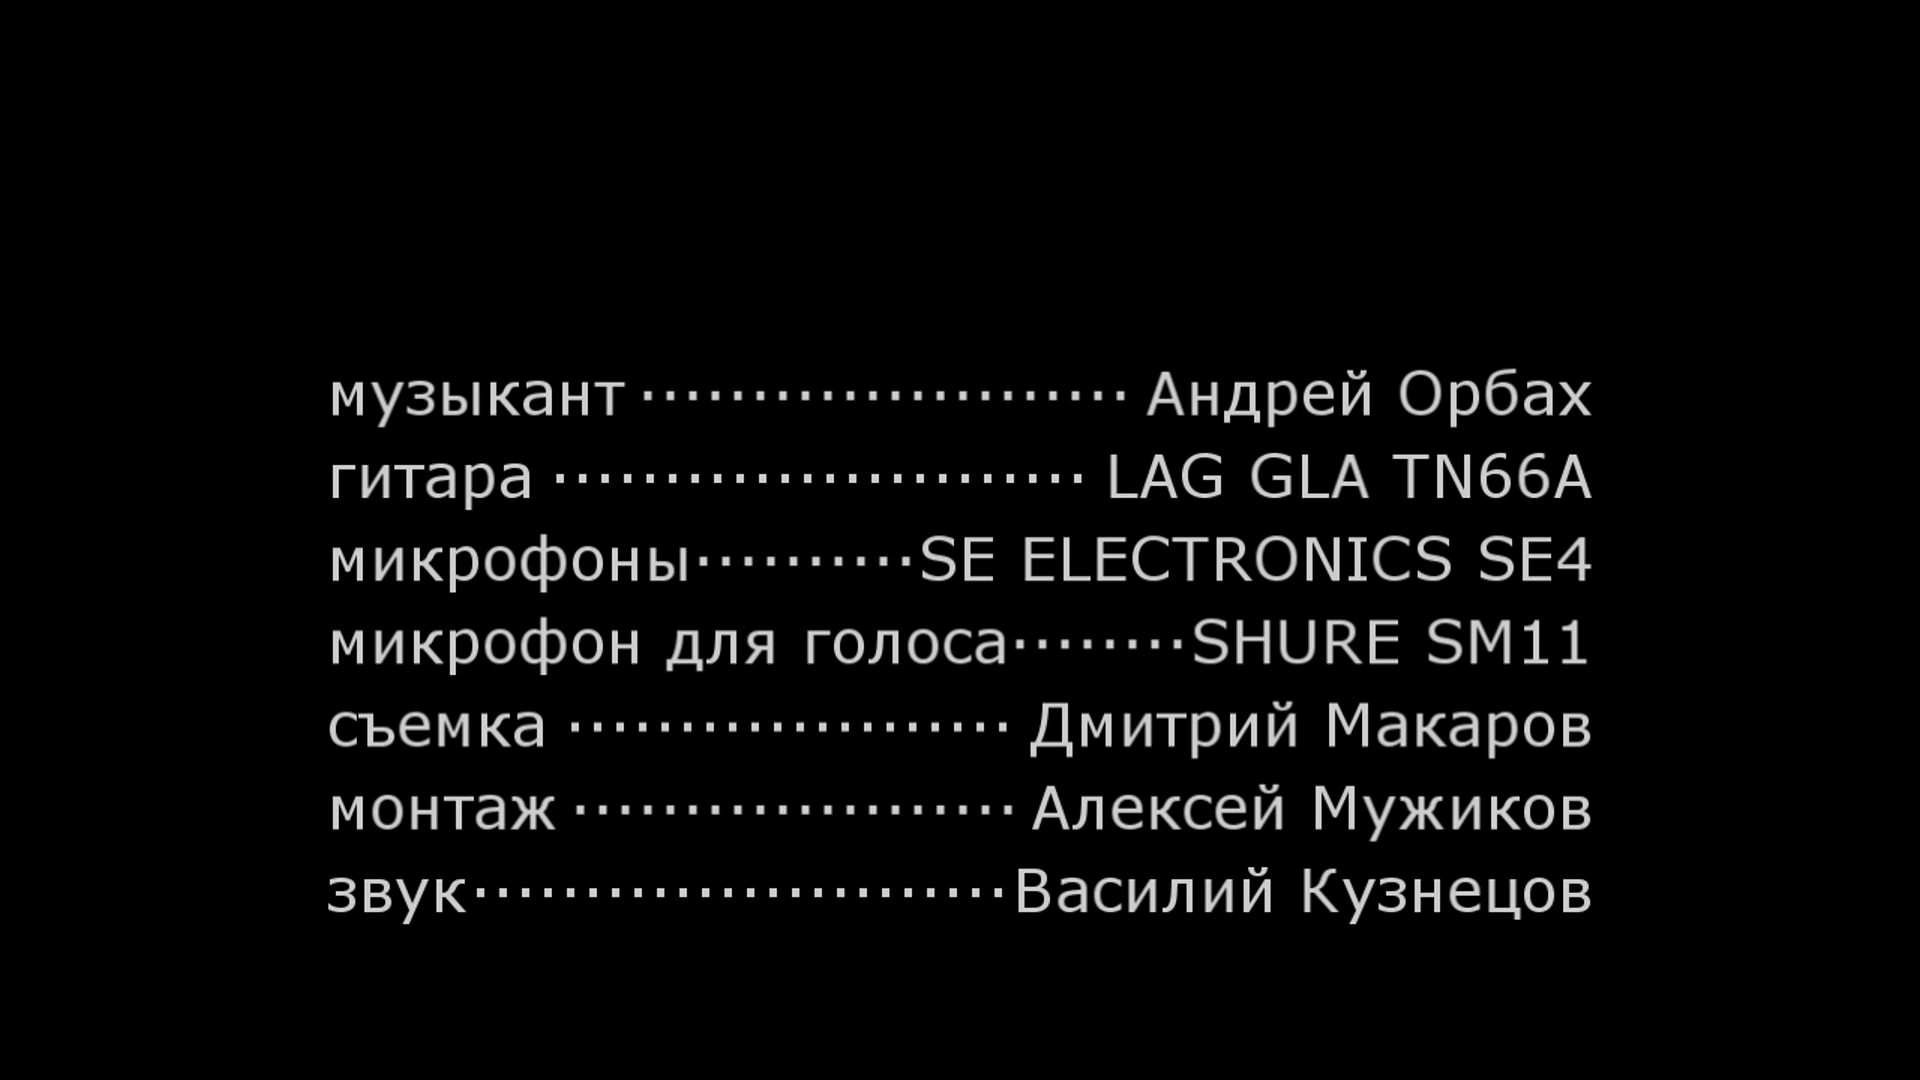 музыкант ······················ Андрей Орбах
гитара ························ LAG GLA TN66A
микрофоны··········SE ELECTRONICS SE4
микрофон для голоса········SHURE SM11
съемка ···················· Дмитрий Макаров
монтаж ···················· Алексей Мужиков
звук························Василий Кузнецов